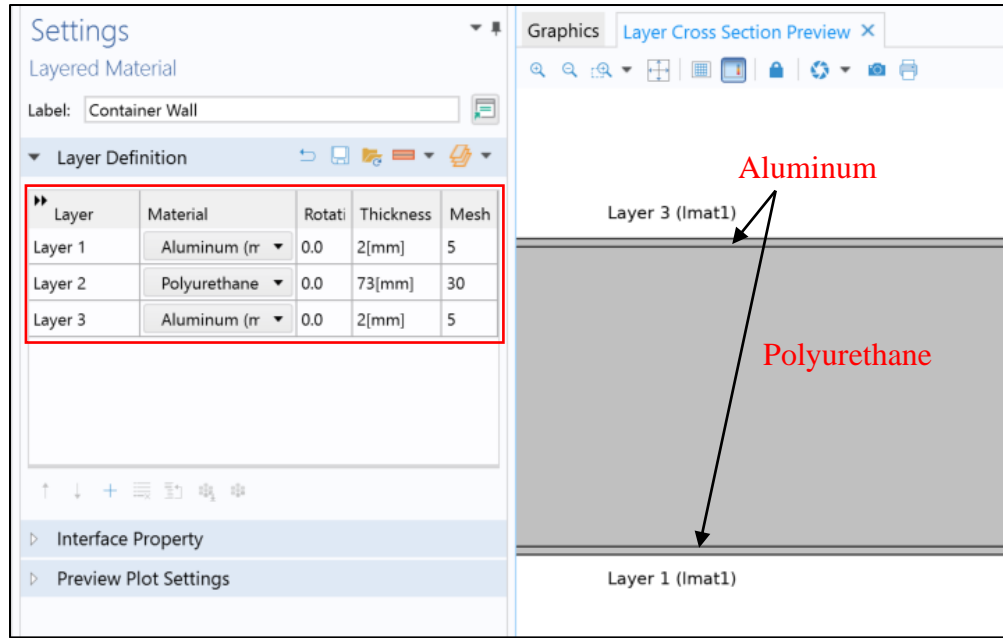 Settings
Layered Material
Label: Container Wall
Layer Definition
Layer Material Rotati Thickness Mesh
Layer 1 Aluminum (m 0.0 2[mm] 5
Layer 2 Polyurethane 0.0 73[mm] 30
Layer 3 Aluminum (m 0.0 2[mm] 5
Interface Property
Preview Plot Settings
Graphics Layer Cross Section Preview
Aluminum
Layer 3 (lmat1)
Polyurethane
Layer 1 (lmat1)